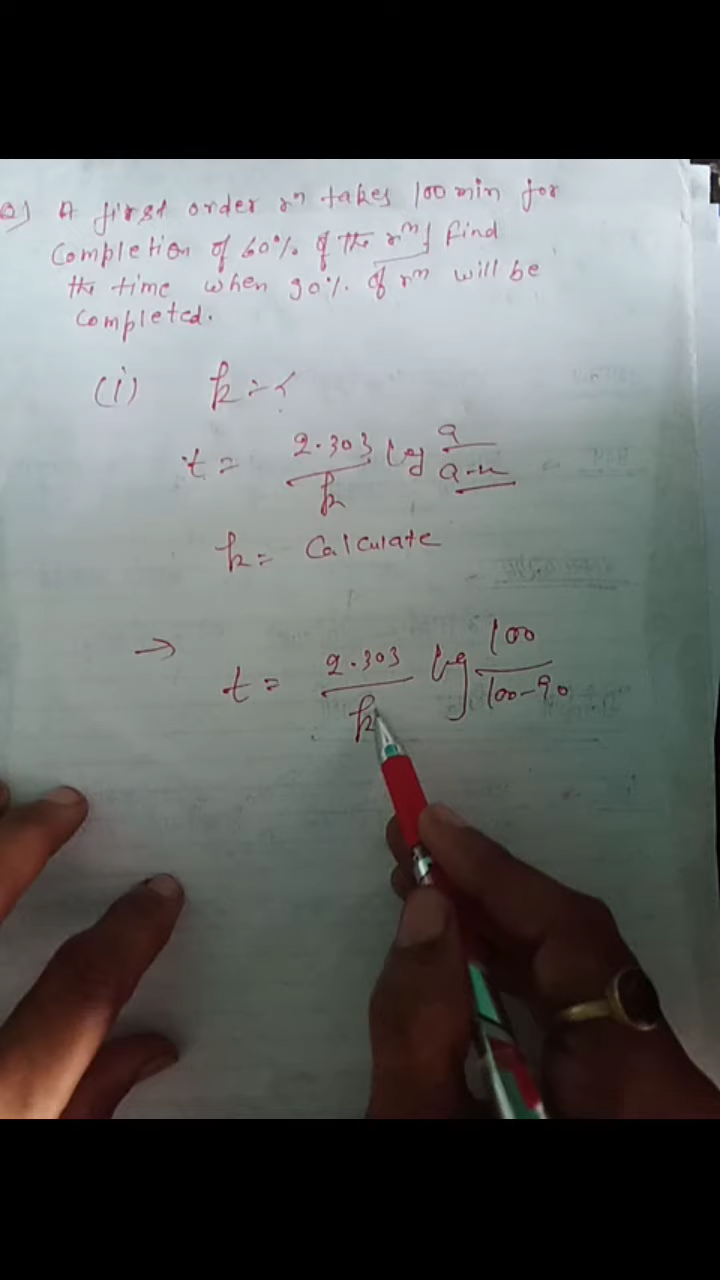 Q) A first order rⁿ takes 100 min for
completion of 60% of the rⁿ} find
the time when 90% of rⁿ will be
completed.
(i) k = <
t = 2.303/k log a/a-x
k = Calculate
→ t = 2.303/k log 100/100-90